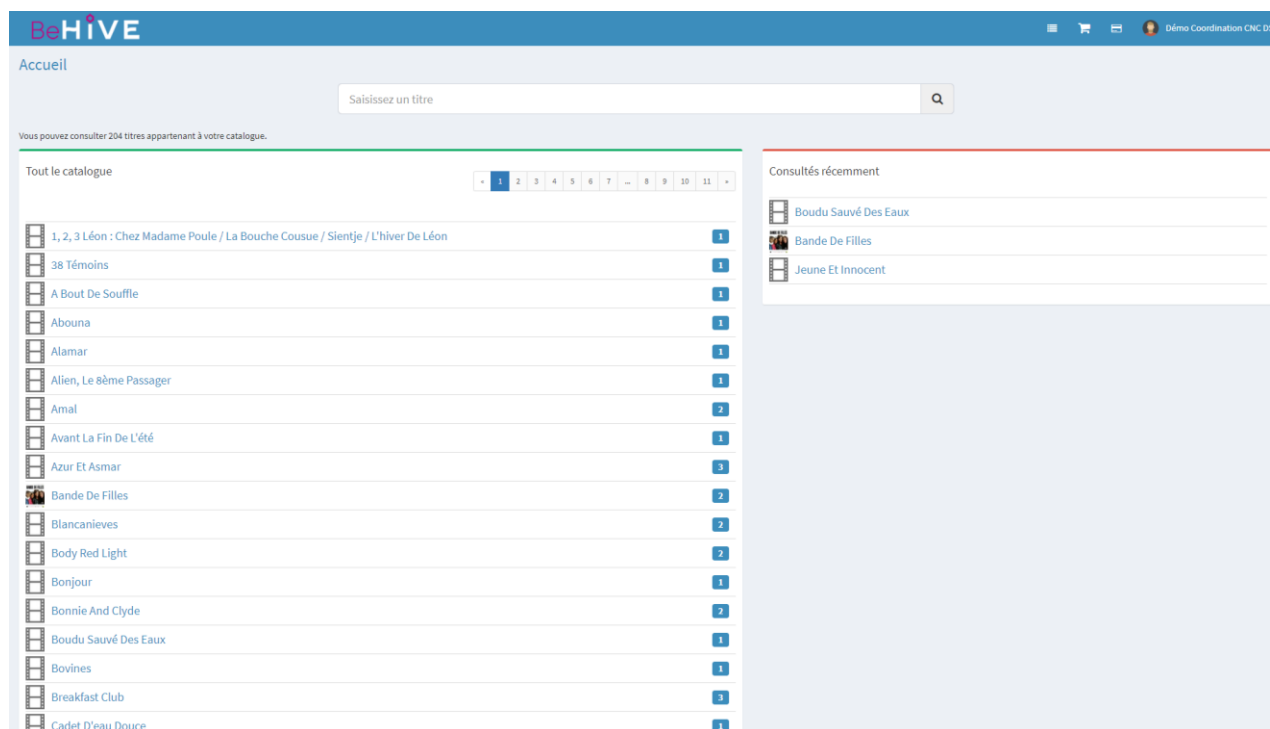 BeHiVE
Démo Coordination CNC
Accueil
Saisissez un titre
Vous pouvez consulter 204 titres appartenant à votre catalogue.
Tout le catalogue
« 1 2 3 4 5 6 7 ... 8 9 10 11 »
1, 2, 3 Léon : Chez Madame Poule / La Bouche Cousue / Sientje / L'hiver De Léon 1
38 Témoins 1
A Bout De Souffle 1
Abouna 1
Alamar 1
Alien, Le 8ème Passager 1
Amal 2
Avant La Fin De L'été 1
Azur Et Asmar 3
Bande De Filles 2
Blancanieves 2
Body Red Light 2
Bonjour 1
Bonnie And Clyde 2
Boudu Sauvé Des Eaux 1
Bovines 1
Breakfast Club 3
Cadet D'eau Douce 1
Consultés récemment
Boudu Sauvé Des Eaux
Bande De Filles
Jeune Et Innocent